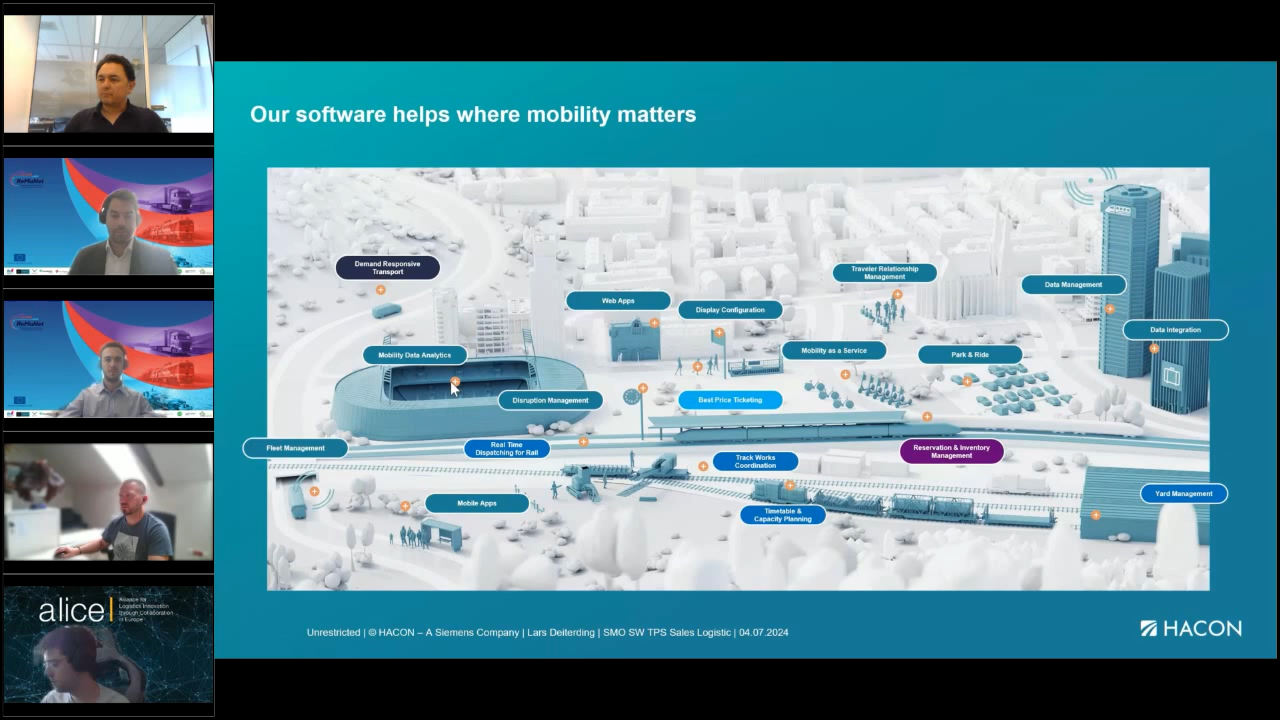 Our software helps where mobility matters
Demand Responsive
Transport
Web Apps
Display Configuration
Traveler Relationship
Management
Data Management
Data Integration
Mobility Data Analytics
Mobility as a Service
Park & Ride
Disruption Management
Best Price Ticketing
Fleet Management
Real Time
Dispatching for Rail
Track Works
Coordination
Reservation & Inventory
Management
Mobile Apps
Timetable &
Capacity Planning
Yard Management
Unrestricted | © HACON – A Siemens Company | Lars Deiterding | SMO SW TPS Sales Logistic | 04.07.2024
HACON
ReMuNet
ReMuNet
alice
Alliance for
Logistics Innovation
through Collaboration
in Europe